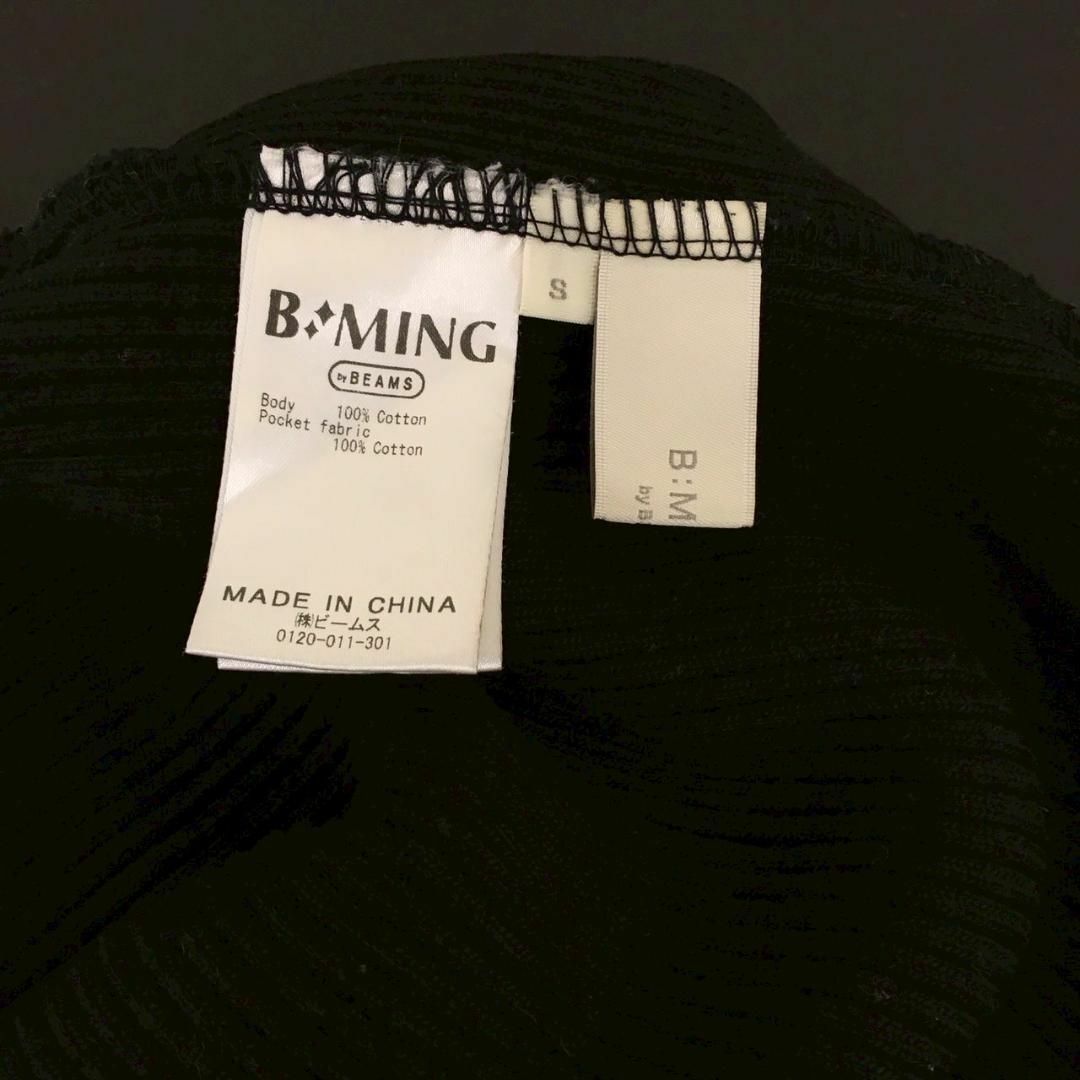 B:MING
by BEAMS
Body 100% Cotton
Pocket fabric
100% Cotton
MADE IN CHINA
㈱ビームス
0120-011-301
S
B:M
by B